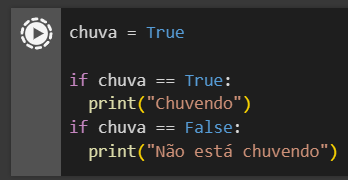 chuva = True

if chuva == True:
  print("Chuvendo")
if chuva == False:
  print("Não está chuvendo")